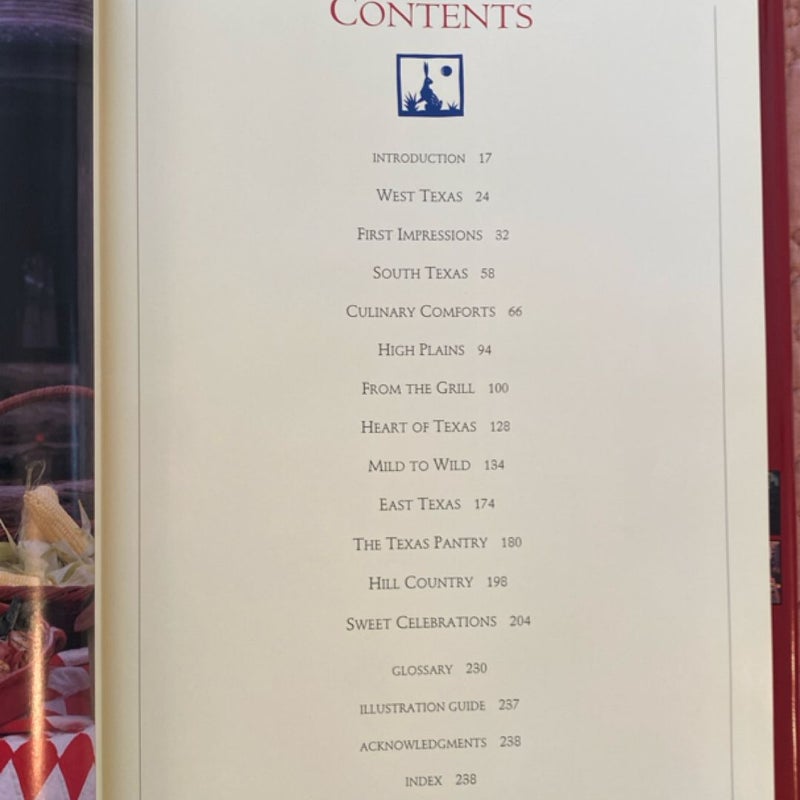 CONTENTS
INTRODUCTION 17
WEST TEXAS 24
FIRST IMPRESSIONS 32
SOUTH TEXAS 58
CULINARY COMFORTS 66
HIGH PLAINS 94
FROM THE GRILL 100
HEART OF TEXAS 128
MILD TO WILD 134
EAST TEXAS 174
THE TEXAS PANTRY 180
HILL COUNTRY 198
SWEET CELEBRATIONS 204
GLOSSARY 230
ILLUSTRATION GUIDE 237
ACKNOWLEDGMENTS 238
INDEX 238